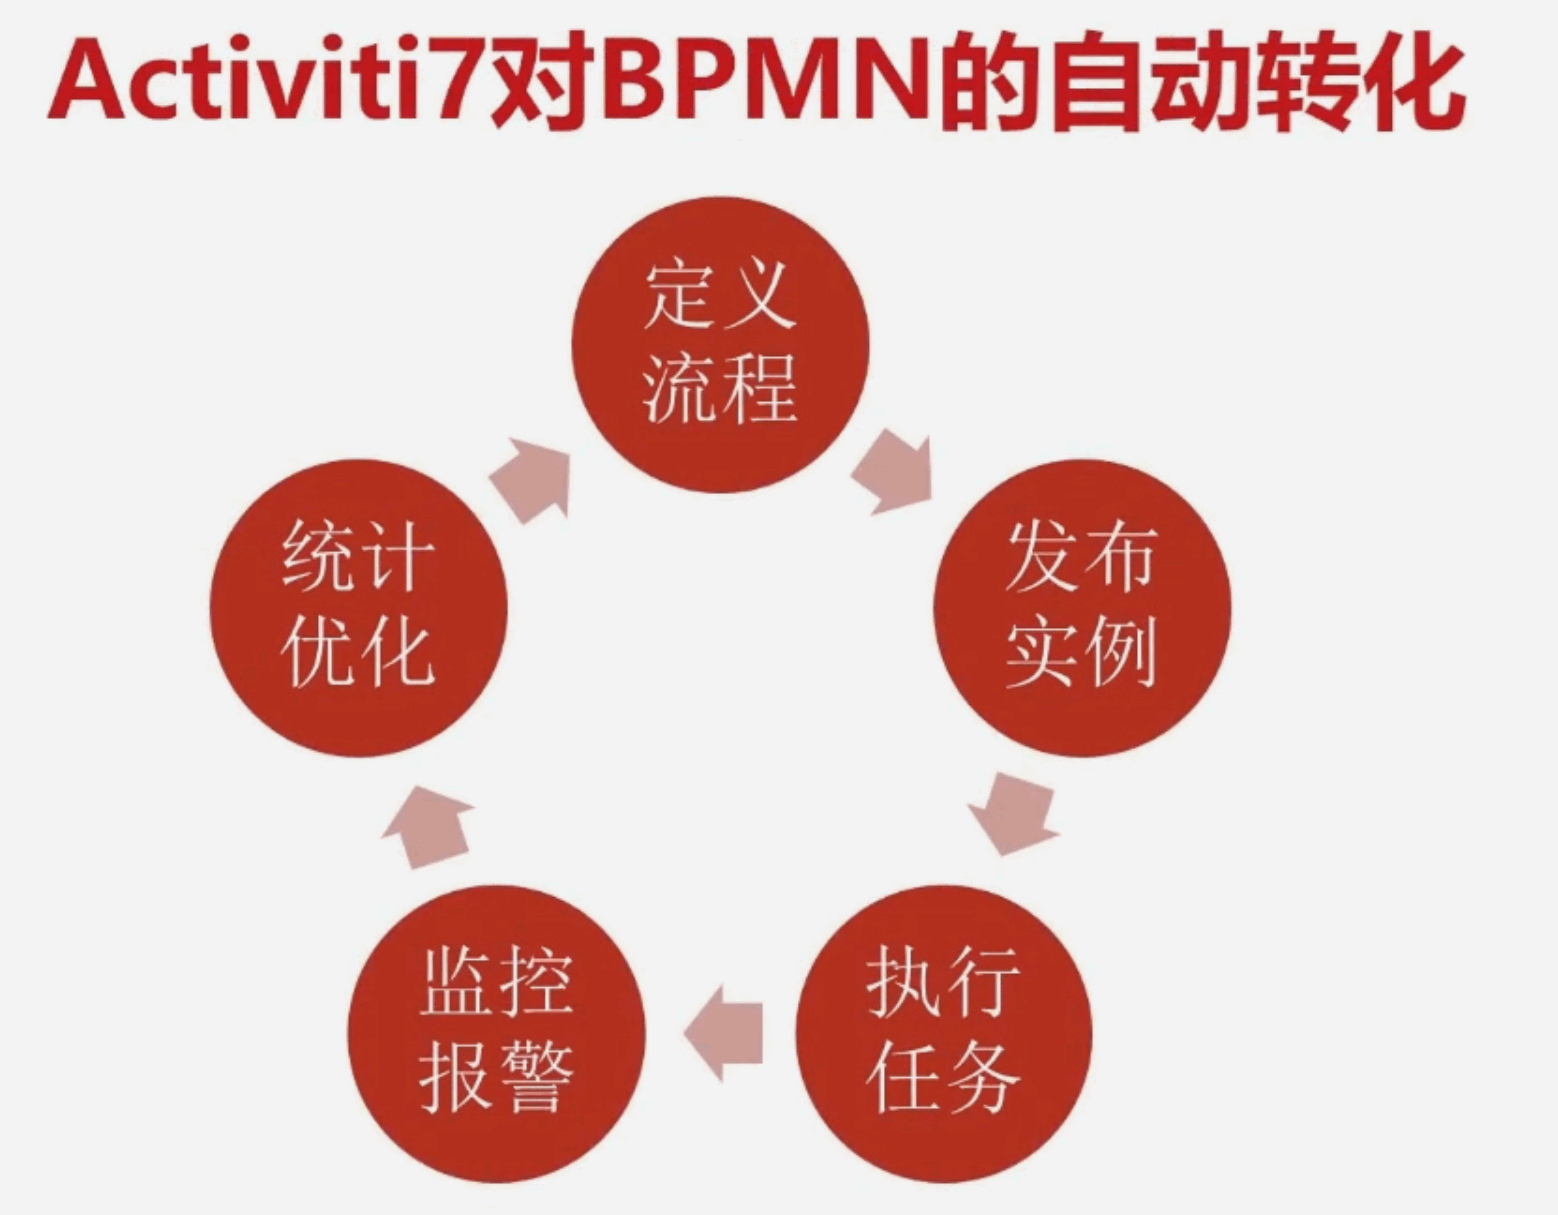 Activiti7对BPMN的自动转化
定义
流程
发布
实例
执行
任务
监控
报警
统计
优化